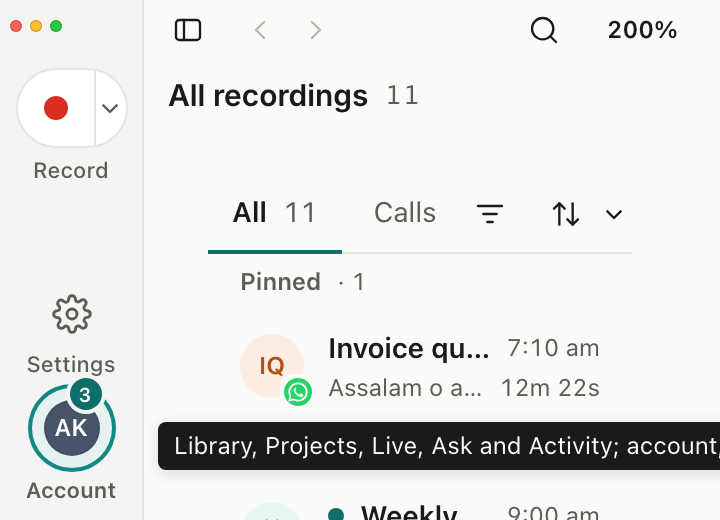 200%
All recordings 11
Record
All 11 Calls
Pinned · 1
Settings
Invoice qu... 7:10 am
IQ
Assalam o a... 12m 22s
3
AK
Library, Projects, Live, Ask and Activity; account,
Account
Weekly 9:00 am